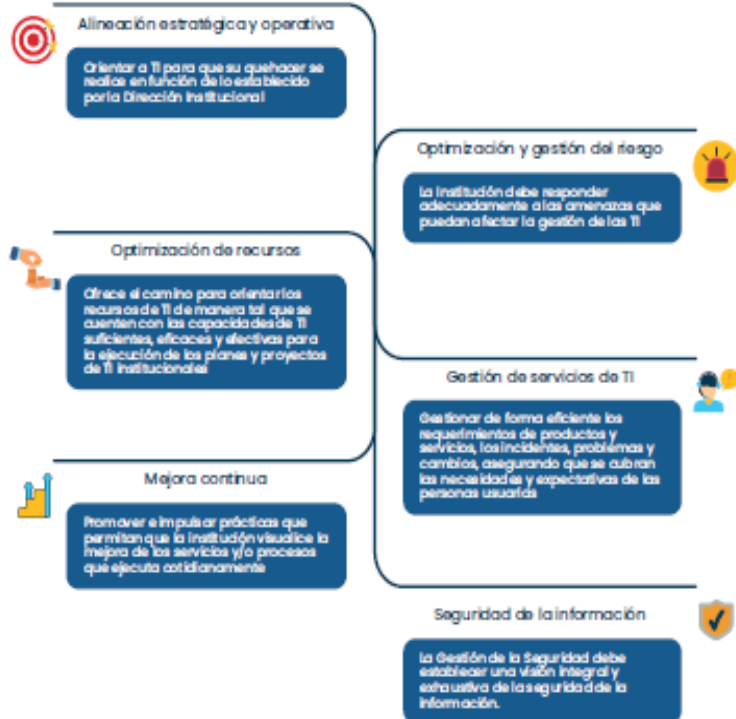 Alineación estratégica y operativa
Orientar a TI para que su quehacer se
realice en función de lo establecido
por la Dirección Institucional
Optimización y gestión del riesgo
La Institución debe responder
adecuadamente a las amenazas que
puedan afectar la gestión de las TI
Optimización de recursos
Ofrece el camino para orientar los
recursos de TI de manera tal que se
cuenten con las capacidades de TI
suficientes, eficaces y efectivas para
la ejecución de los planes y proyectos
de TI institucionales
Gestión de servicios de TI
Gestionar de forma eficiente los
requerimientos de productos y
servicios, los incidentes, problemas y
cambios, asegurando que se cubran
las necesidades y expectativas de las
personas usuarias
Mejora continua
Promover e impulsar prácticas que
permitan que la institución visualice la
mejora de los servicios y/o procesos
que ejecuta cotidianamente
Seguridad de la información
La Gestión de la Seguridad debe
establecer una visión integral y
exhaustiva de la seguridad de la
información.